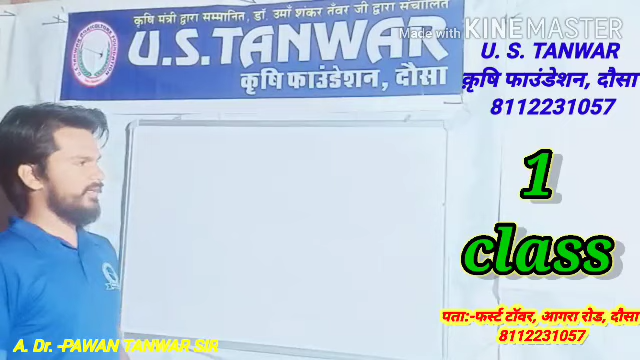 कृषि मंत्री द्वारा सम्मानित, डॉ. उमाँ शंकर तँवर जी द्वारा संचालित
Made with KINEMASTER
U.S.TANWAR
कृषि फाउंडेशन, दौसा
U. S. TANWAR
कृषि फाउंडेशन, दौसा
8112231057
1
class
पता:-फर्स्ट टॉवर, आगरा रोड, दौसा
8112231057
A. Dr. -PAWAN TANWAR SIR